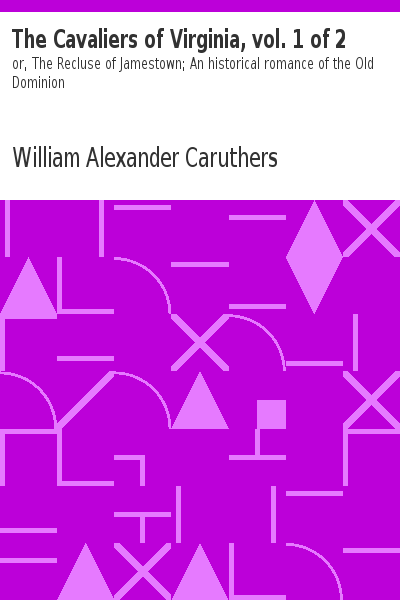 The Cavaliers of Virginia, vol. 1 of 2
or, The Recluse of Jamestown; An historical romance of the Old
Dominion
William Alexander Caruthers